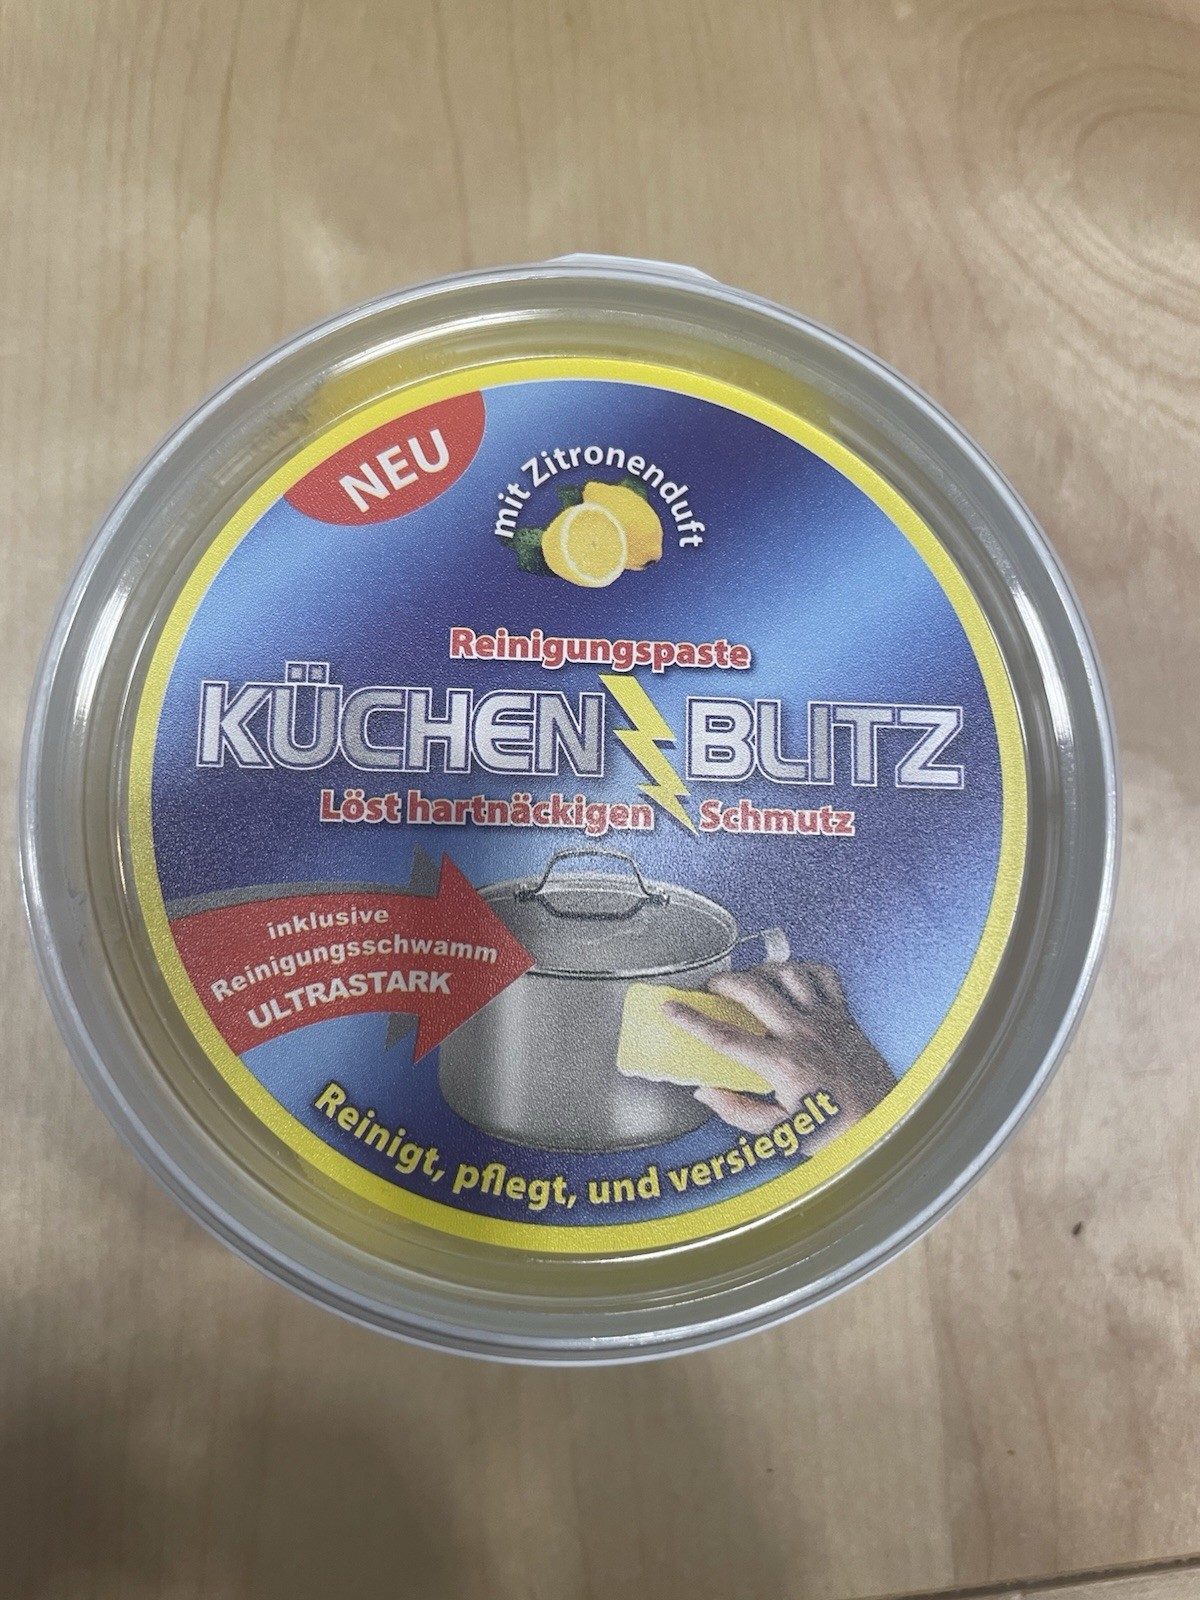 NEU
mit Zitronenduft
Reinigungspaste
KÜCHEN BLITZ
Löst hartnäckigen Schmutz
inklusive
Reinigungsschwamm
ULTRASTARK
Reinigt, pflegt, und versiegelt